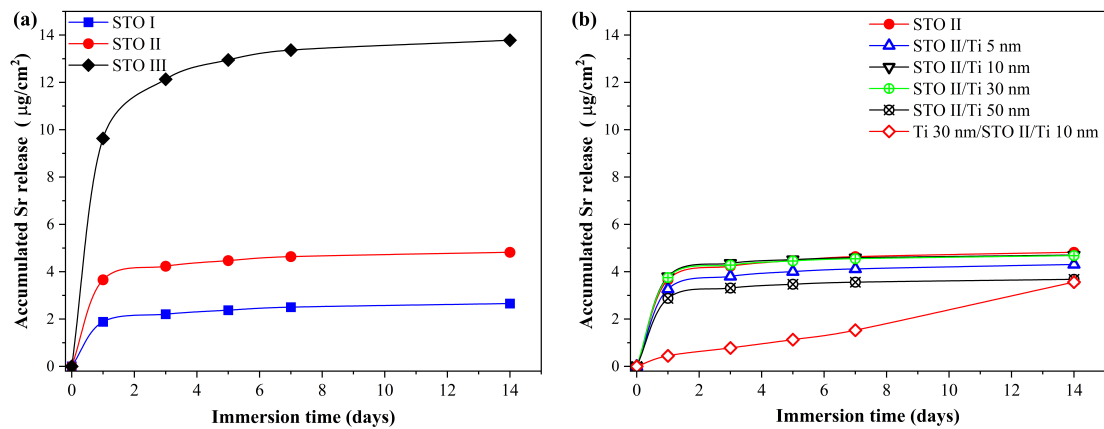 (a)
STO I
STO II
STO III
Accumulated Sr release ( μg/cm²)
14
12
10
8
6
4
2
0
0 2 4 6 8 10 12 14
Immersion time (days)
(b)
STO II
STO II/Ti 5 nm
STO II/Ti 10 nm
STO II/Ti 30 nm
STO II/Ti 50 nm
Ti 30 nm/STO II/Ti 10 nm
Accumulated Sr release ( μg/cm²)
14
12
10
8
6
4
2
0
0 2 4 6 8 10 12 14
Immersion time (days)